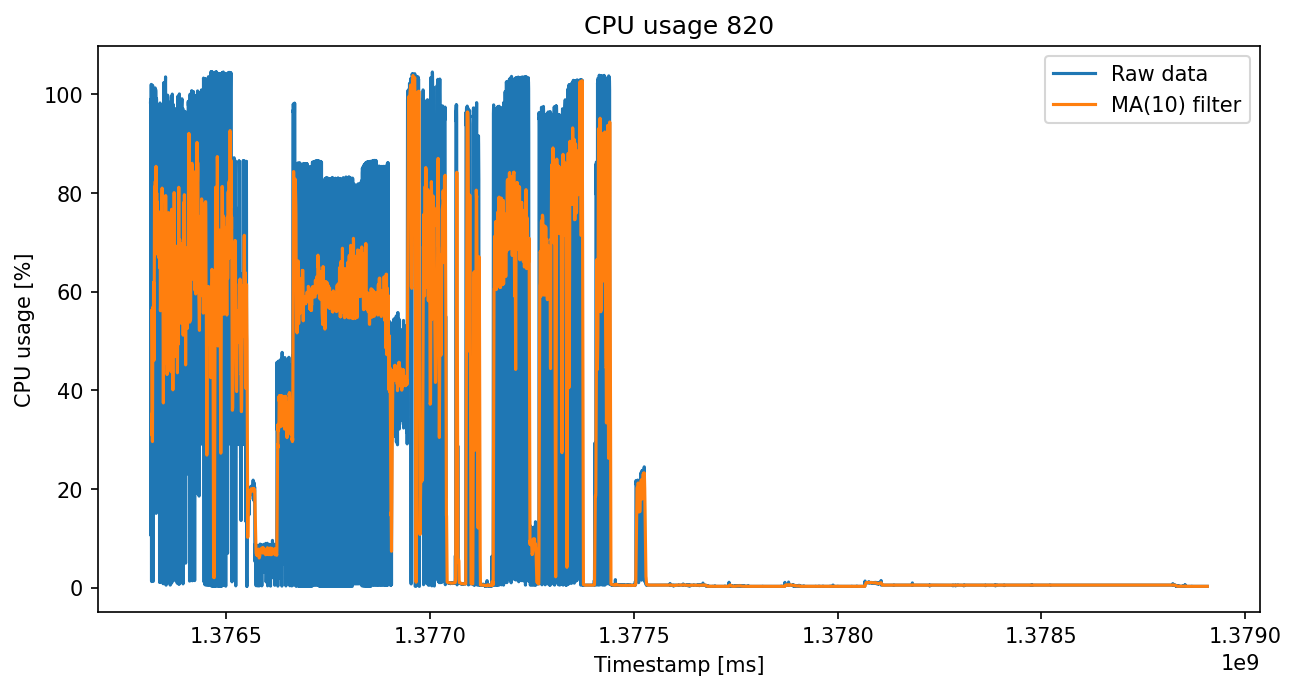 CPU usage 820
Raw data
MA(10) filter
CPU usage [%]
100
80
60
40
20
0
1.3765 1.3770 1.3775 1.3780 1.3785 1.3790
1e9
Timestamp [ms]